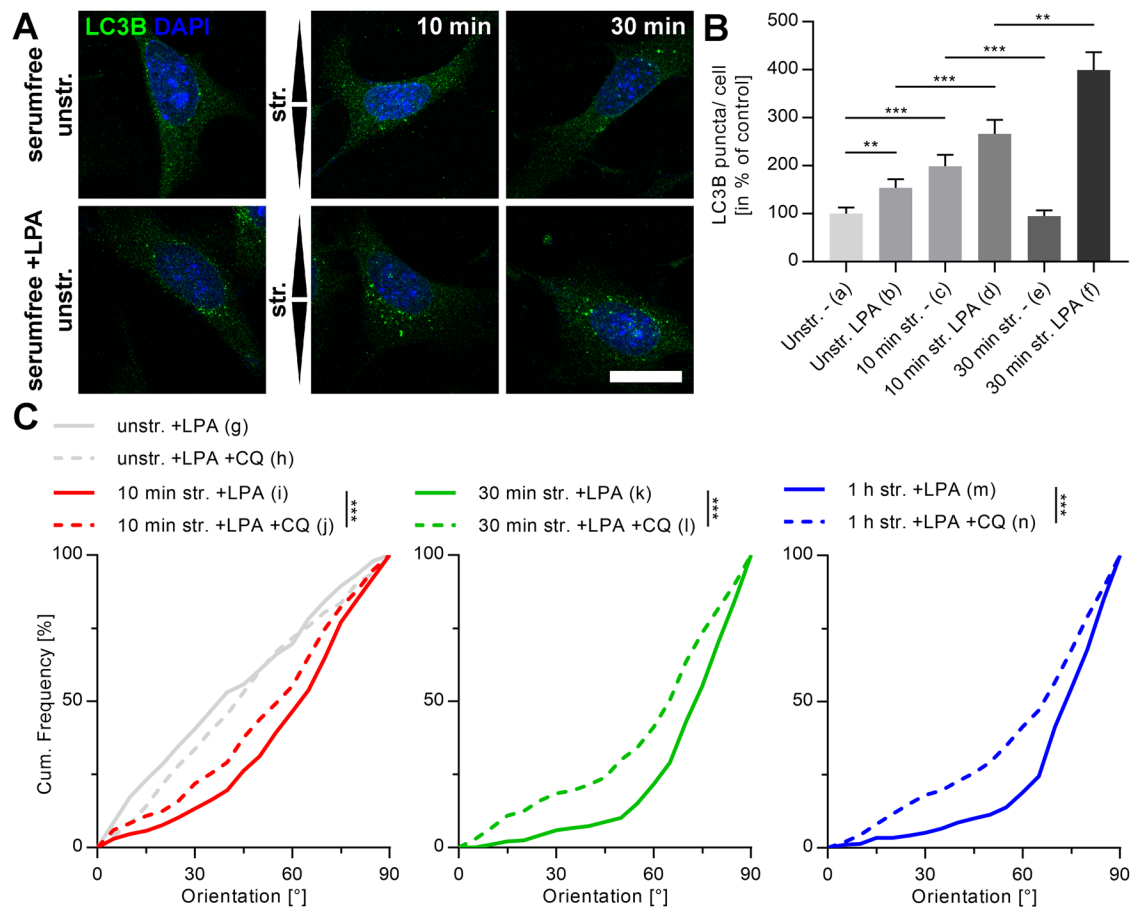 A
LC3B DAPI
10 min
30 min
serumfree
unstr.
str.
serumfree +LPA
unstr.
str.
B
LC3B puncta/ cell
[in % of control]
500
400
300
200
100
0
**
***
***
***
**
Unstr. - (a)
Unstr. LPA (b)
10 min str. - (c)
10 min str. LPA (d)
30 min str. - (e)
30 min str. LPA (f)
C
unstr. +LPA (g)
unstr. +LPA +CQ (h)
10 min str. +LPA (i)
10 min str. +LPA +CQ (j)
***
30 min str. +LPA (k)
30 min str. +LPA +CQ (l)
***
1 h str. +LPA (m)
1 h str. +LPA +CQ (n)
***
Cum. Frequency [%]
100
50
0
0 30 60 90
Orientation [°]
100
50
0
0 30 60 90
Orientation [°]
100
50
0
0 30 60 90
Orientation [°]